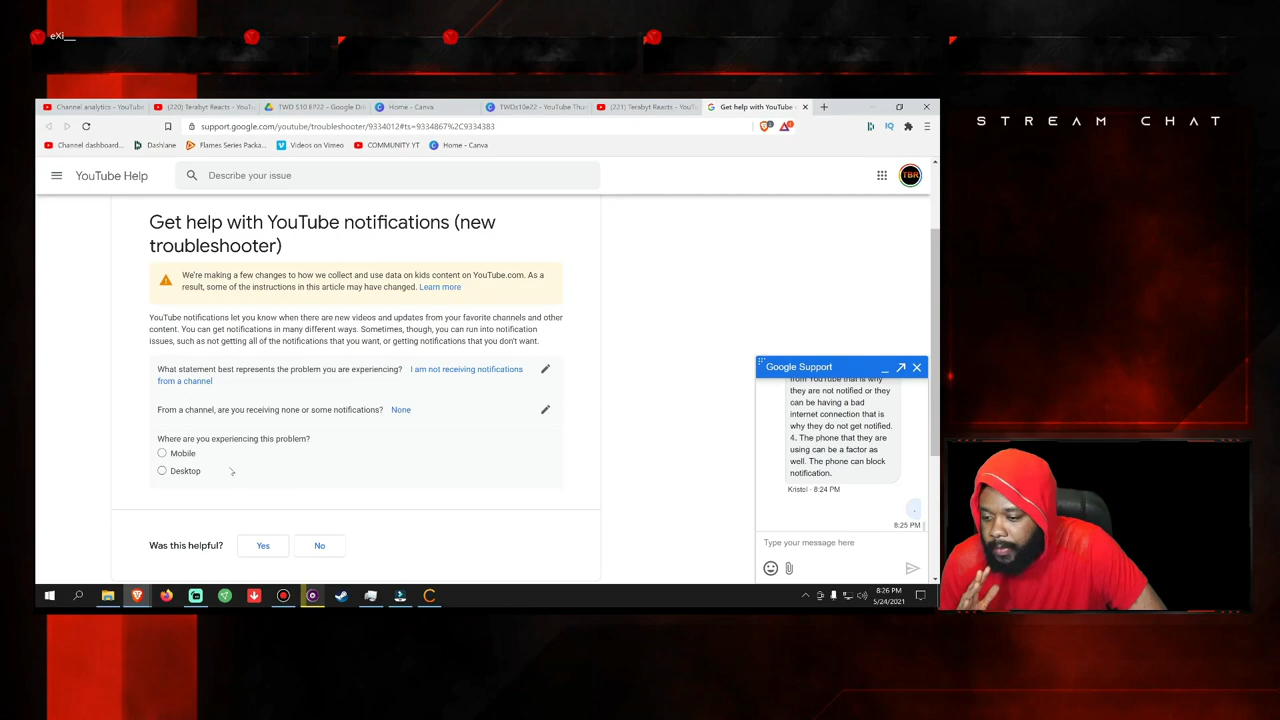 eXi__
Channel analytics - YouTube
(220) Terabyt Reacts - YouTu
TWD S10 EP22 - Google Dri
Home - Canva
TWDs10e22 - YouTube Thu
(221) Terabyt Reacts - YouTu
Get help with YouTube
support.google.com/youtube/troubleshooter/9334012#ts=9334867%2C9334383
Channel dashboard...
Dashlane
Flames Series Packa...
Videos on Vimeo
COMMUNITY YT
Home - Canva
YouTube Help
Describe your issue
TBR
STREAM CHAT
Get help with YouTube notifications (new
troubleshooter)
We're making a few changes to how we collect and use data on kids content on YouTube.com. As a
result, some of the instructions in this article may have changed. Learn more
YouTube notifications let you know when there are new videos and updates from your favorite channels and other
content. You can get notifications in many different ways. Sometimes, though, you can run into notification
issues, such as not getting all of the notifications that you want, or getting notifications that you don't want.
What statement best represents the problem you are experiencing? I am not receiving notifications
from a channel
From a channel, are you receiving none or some notifications? None
Where are you experiencing this problem?
Mobile
Desktop
Was this helpful?
Yes
No
Google Support
from YouTube that is why
they are not notified or they
can be having a bad
internet connection that is
why they do not get notified.
4. The phone that they are
using can be a factor as
well. The phone can block
notification.
Kristel - 8:24 PM
.
8:25 PM
Type your message here
8:26 PM
5/24/2021